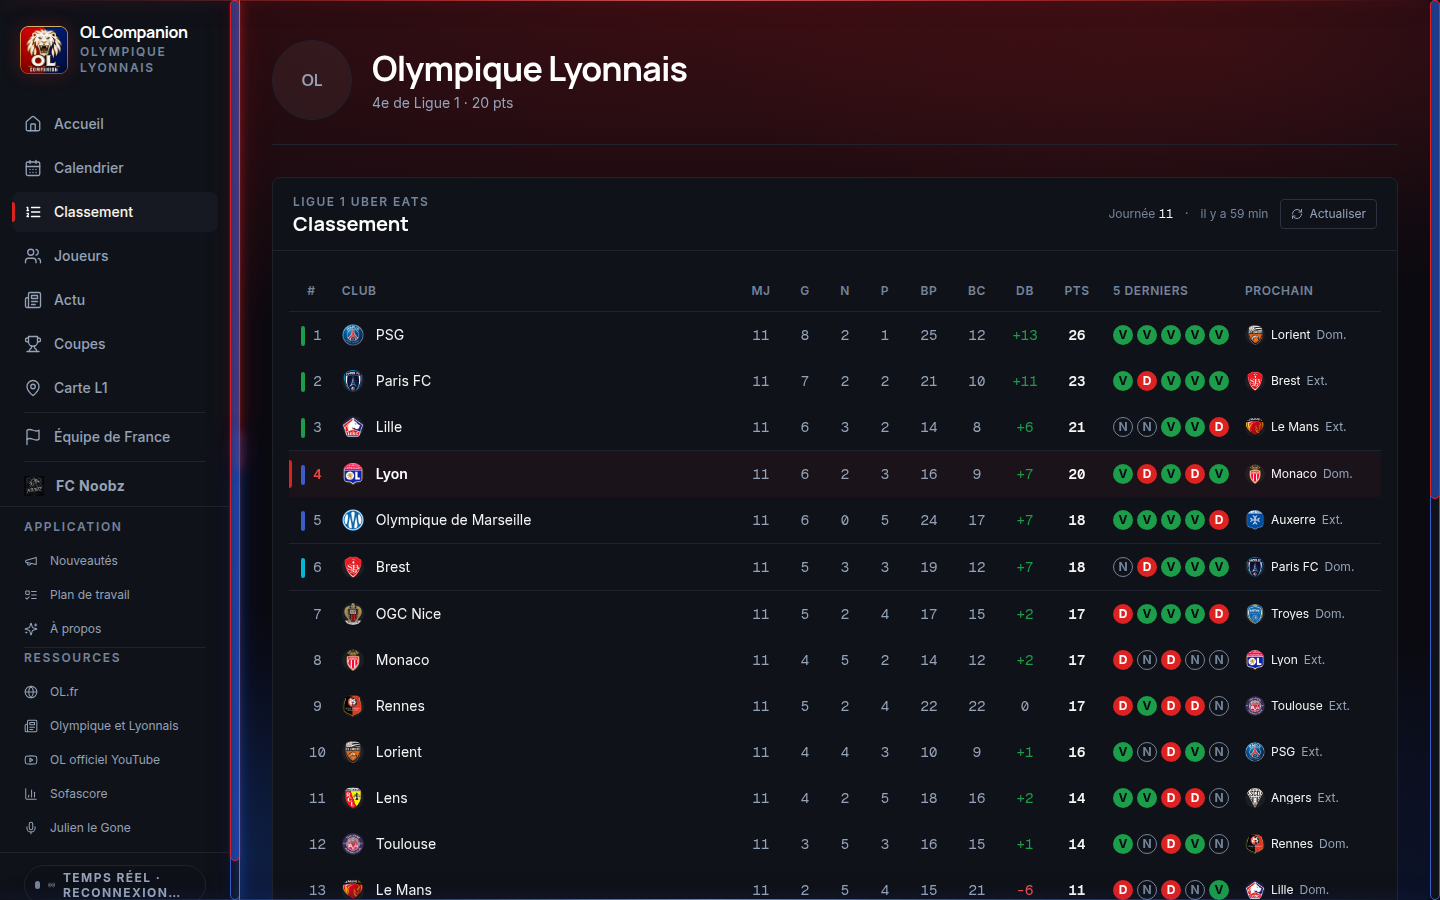 OL Companion
OLYMPIQUE
LYONNAIS
Accueil
Calendrier
Classement
Joueurs
Actu
Coupes
Carte L1
Équipe de France
FC Noobz
APPLICATION
Nouveautés
Plan de travail
À propos
RESSOURCES
OL.fr
Olympique et Lyonnais
OL officiel YouTube
Sofascore
Julien le Gone
TEMPS RÉEL ·
RECONNEXION…
OL
Olympique Lyonnais
4e de Ligue 1 · 20 pts
LIGUE 1 UBER EATS
Classement
Journée 11 · il y a 59 min Actualiser
# CLUB MJ G N P BP BC DB PTS 5 DERNIERS PROCHAIN
1 PSG 11 8 2 1 25 12 +13 26 V V V V V Lorient Dom.
2 Paris FC 11 7 2 2 21 10 +11 23 V D V V V Brest Ext.
3 Lille 11 6 3 2 14 8 +6 21 N N V V D Le Mans Ext.
4 Lyon 11 6 2 3 16 9 +7 20 V D V D V Monaco Dom.
5 Olympique de Marseille 11 6 0 5 24 17 +7 18 V V V V D Auxerre Ext.
6 Brest 11 5 3 3 19 12 +7 18 N D V V V Paris FC Dom.
7 OGC Nice 11 5 2 4 17 15 +2 17 D V V V D Troyes Dom.
8 Monaco 11 4 5 2 14 12 +2 17 D N D N N Lyon Ext.
9 Rennes 11 5 2 4 22 22 0 17 D V D D N Toulouse Ext.
10 Lorient 11 4 4 3 10 9 +1 16 V N D V N PSG Ext.
11 Lens 11 4 2 5 18 16 +2 14 V V D D N Angers Ext.
12 Toulouse 11 3 5 3 16 15 +1 14 V N D V N Rennes Dom.
13 Le Mans 11 2 5 4 15 21 -6 11 D N D N V Lille Dom.